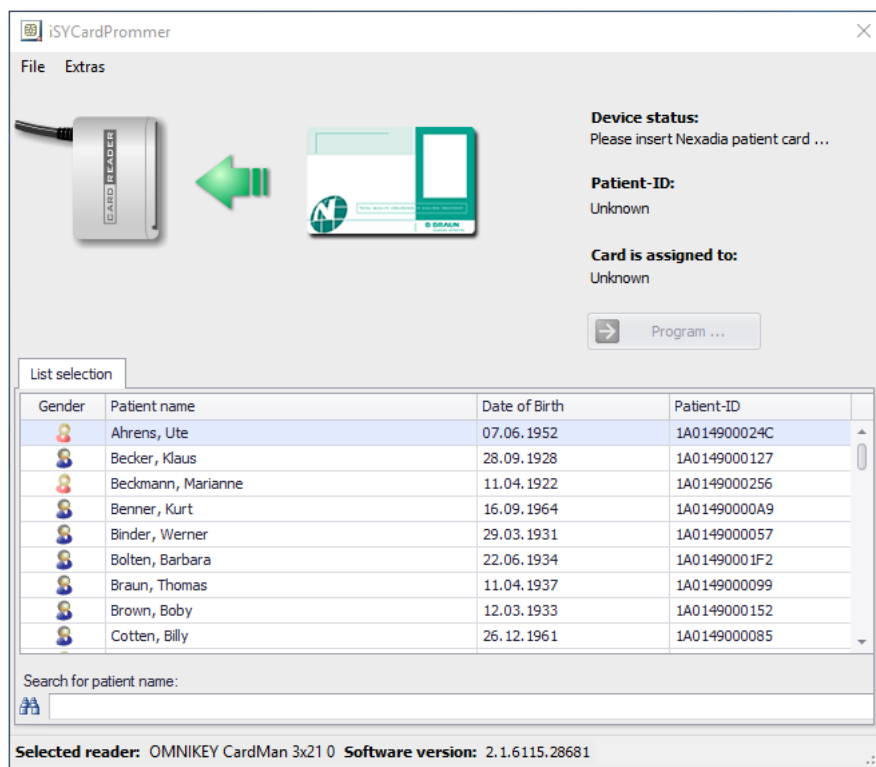 iSYCardPrommer
File Extras
CARD READER
B BRAUN
Device status:
Please insert Nexadia patient card ...
Patient-ID:
Unknown
Card is assigned to:
Unknown
Program ...
List selection
Gender Patient name Date of Birth Patient-ID
Ahrens, Ute 07.06.1952 1A014900024C
Becker, Klaus 28.09.1928 1A0149000127
Beckmann, Marianne 11.04.1922 1A0149000256
Benner, Kurt 16.09.1964 1A01490000A9
Binder, Werner 29.03.1931 1A0149000057
Bolten, Barbara 22.06.1934 1A01490001F2
Braun, Thomas 11.04.1937 1A0149000099
Brown, Boby 12.03.1933 1A0149000152
Cotten, Billy 26.12.1961 1A0149000085
Search for patient name:
Selected reader: OMNIKEY CardMan 3x21 0 Software version: 2.1.6115.28681